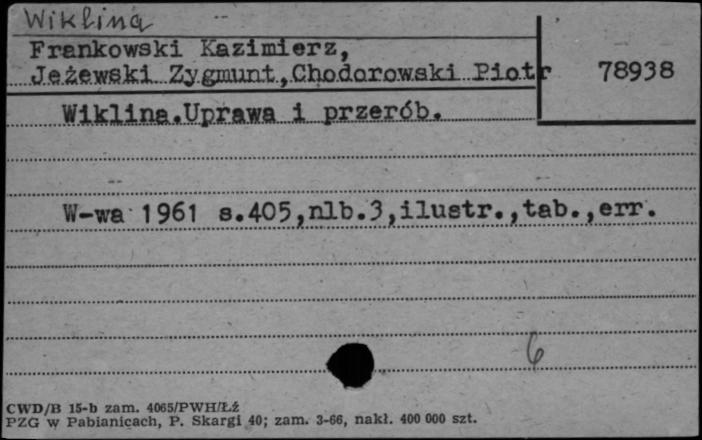 Wiklina
Frankowski Kazimierz,
Jeżewski Zygmunt,Chodorowski Piotr
78938
Wiklina.Uprawa i przerób.
W-wa 1961 s.405,nlb.3,ilustr.,tab.,err.
6
CWD/B 15-b zam. 4065/PWH/Łź
PZG w Pabianicach, P. Skargi 40; zam. 3-66, nakł. 400 000 szt.